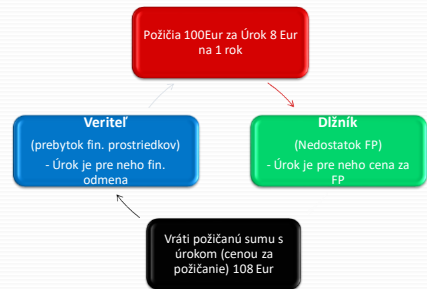 Požičia 100Eur za Úrok 8 Eur
na 1 rok
Veriteľ
(prebytok fin. prostriedkov)
- Úrok je pre neho fin.
odmena
Dlžník
(Nedostatok FP)
- Úrok je pre neho cena za
FP
Vráti požičanú sumu s
úrokom (cenou za
požičanie) 108 Eur